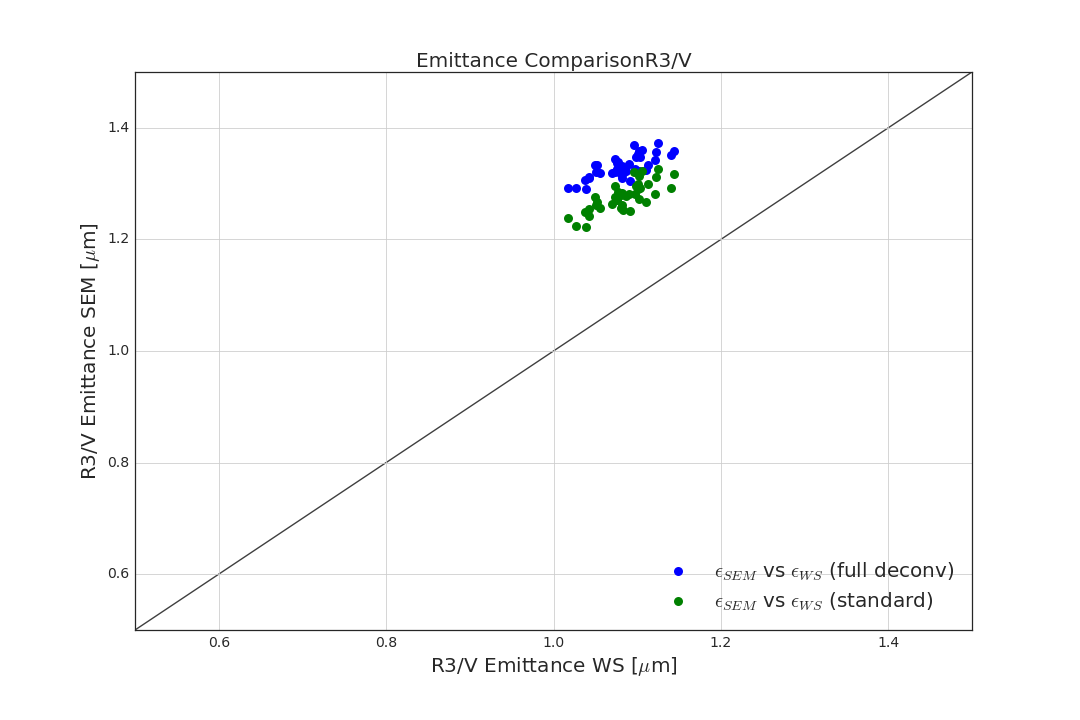 Emittance ComparisonR3/V
R3/V Emittance SEM [μm]
1.4
1.2
1.0
0.8
0.6
ϵ_SEM vs ϵ_WS (full deconv)
ϵ_SEM vs ϵ_WS (standard)
0.6 0.8 1.0 1.2 1.4
R3/V Emittance WS [μm]